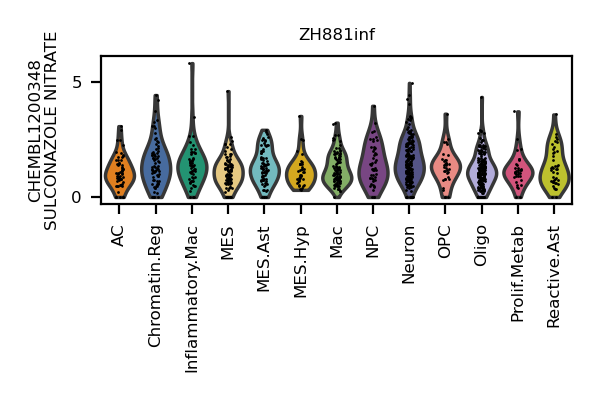 ZH881inf
CHEMBL1200348
SULCONAZOLE NITRATE
5
0
AC
Chromatin.Reg
Inflammatory.Mac
MES
MES.Ast
MES.Hyp
Mac
NPC
Neuron
OPC
Oligo
Prolif.Metab
Reactive.Ast